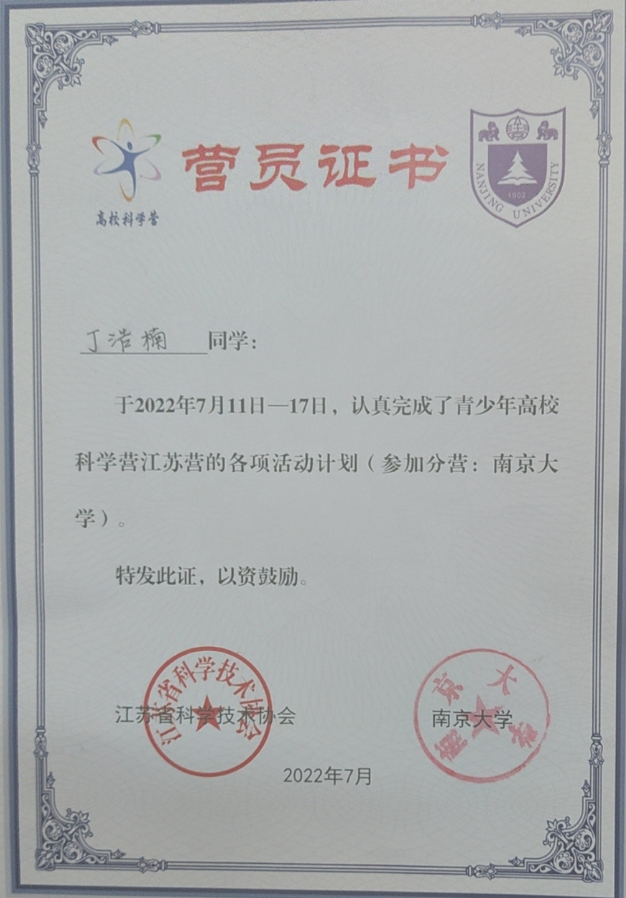 营员证书
高校科学营
NANJING UNIVERSITY
1902
丁浩楠 同学：
于2022年7月11日—17日，认真完成了青少年高校
科学营江苏营的各项活动计划（参加分营：南京大
学）。
特发此证，以资鼓励。
江苏省科学技术协会
江苏省科学技术协会
南京大学
南京大学
2022年7月